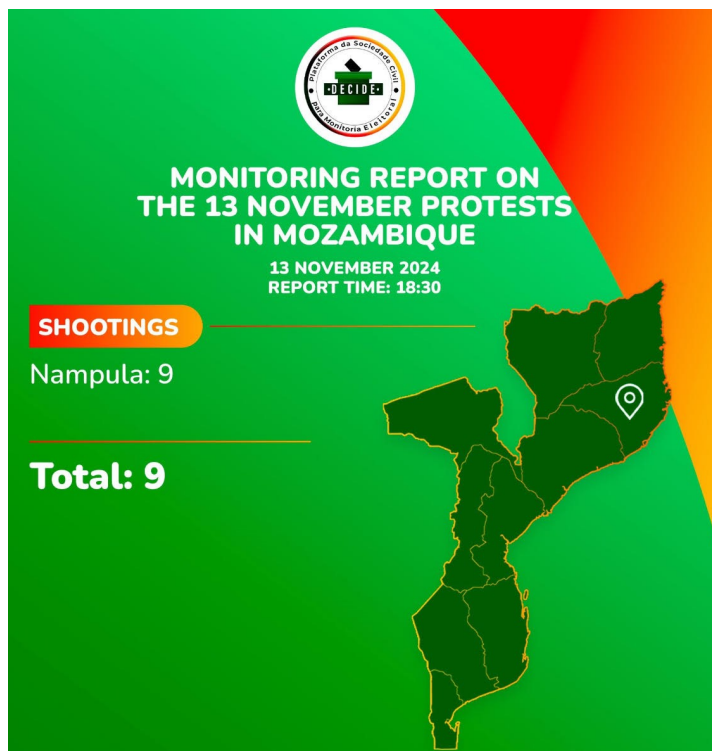 Plataforma da Sociedade Civil
DECIDE
para Monitoria Eleitoral
MONITORING REPORT ON
THE 13 NOVEMBER PROTESTS
IN MOZAMBIQUE
13 NOVEMBER 2024
REPORT TIME: 18:30
SHOOTINGS
Nampula: 9
Total: 9